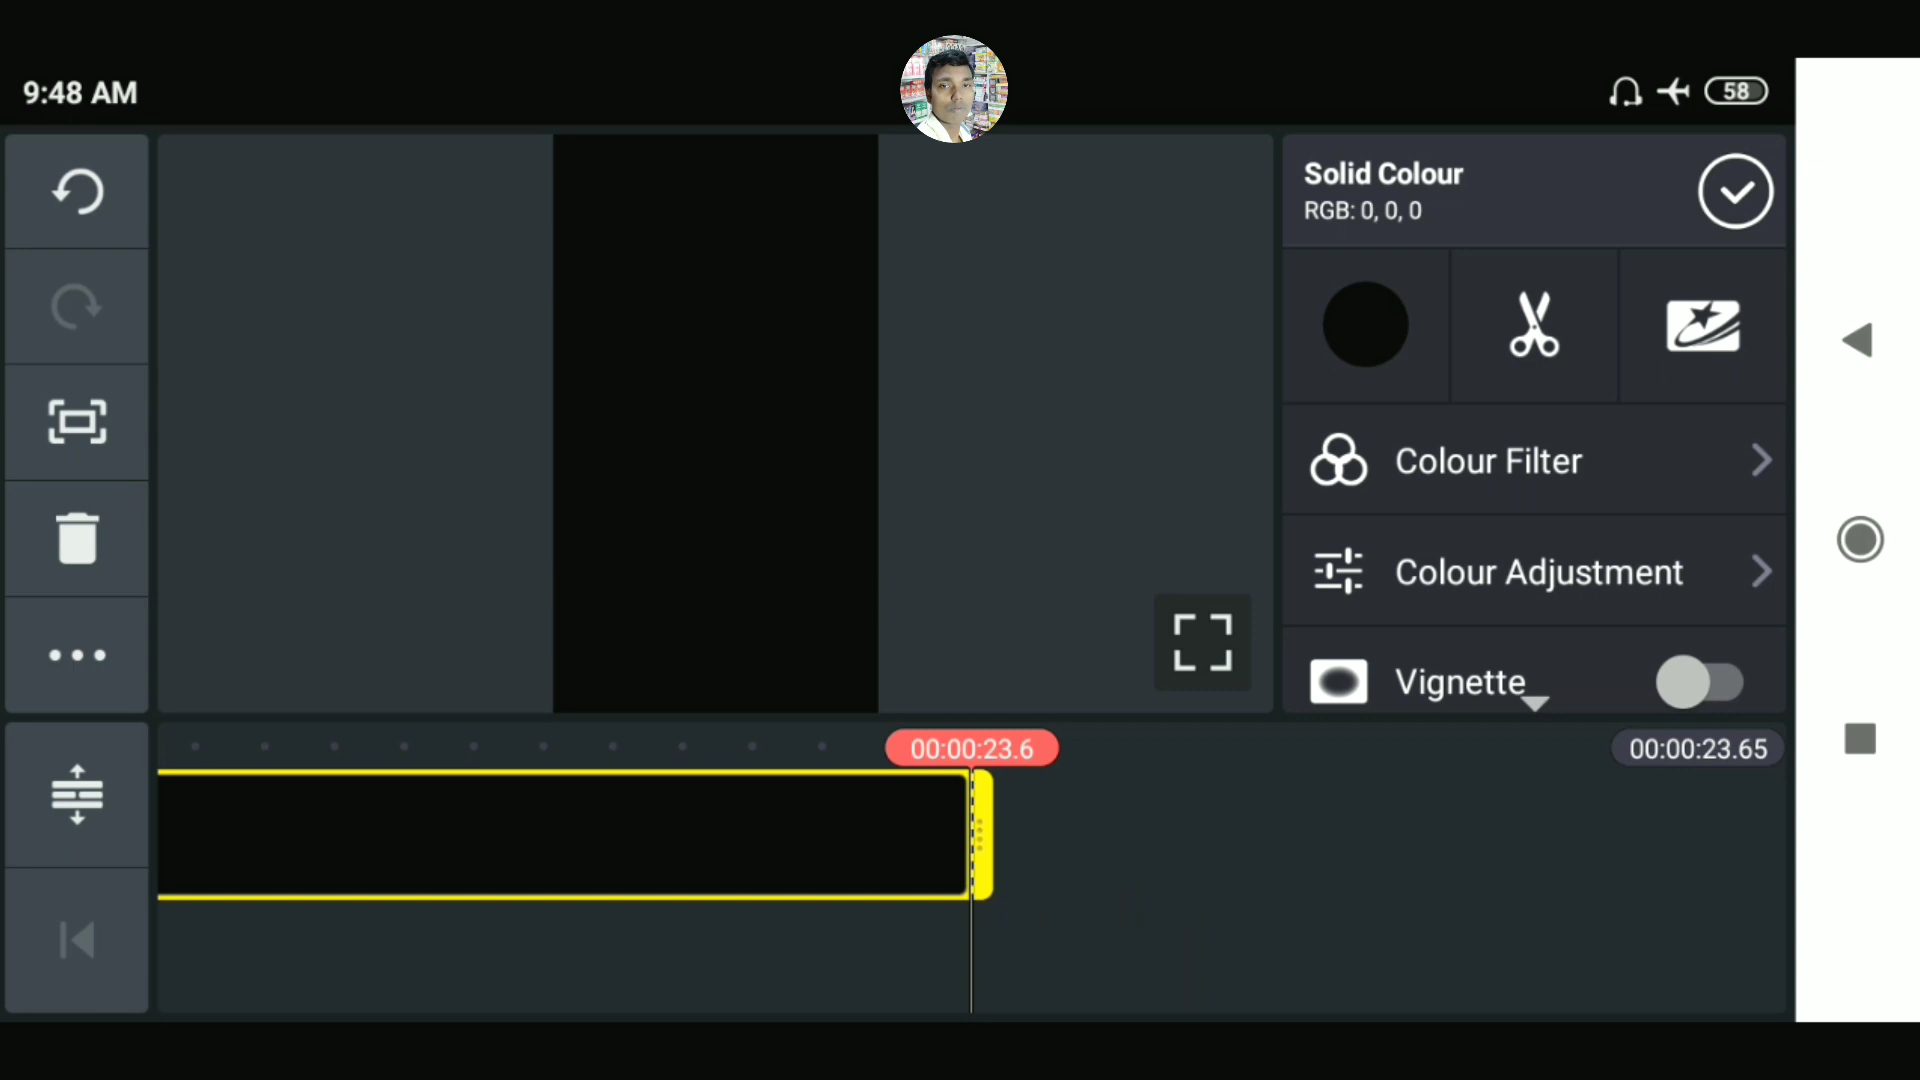 9:48 AM
58
Solid Colour
RGB: 0, 0, 0
Colour Filter
Colour Adjustment
Vignette
00:00:23.6
00:00:23.65